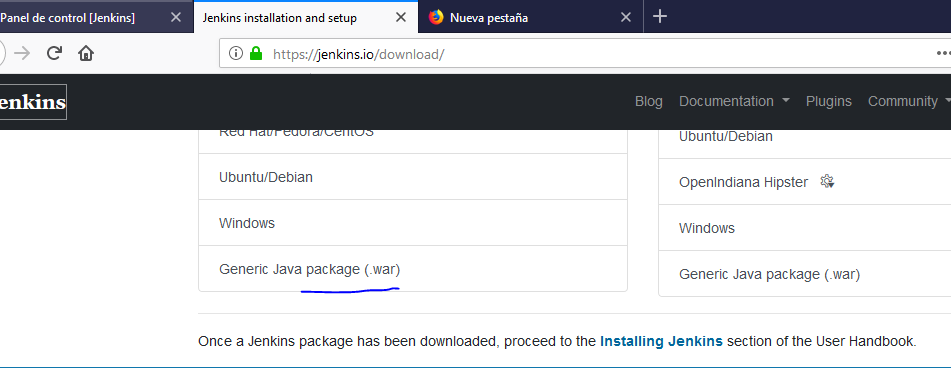 Panel de control [Jenkins]
Jenkins installation and setup
Nueva pestaña
https://jenkins.io/download/
enkins
Blog
Documentation
Plugins
Community
Red Hat/Fedora/CentOS
Ubuntu/Debian
Windows
Generic Java package (.war)
Ubuntu/Debian
OpenIndiana Hipster
Windows
Generic Java package (.war)
Once a Jenkins package has been downloaded, proceed to the Installing Jenkins section of the User Handbook.